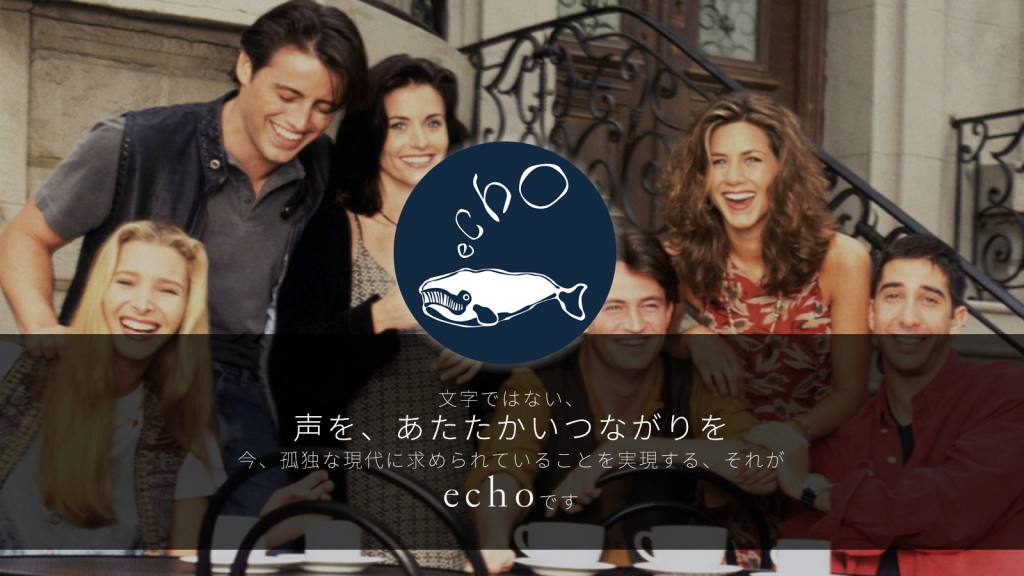 echo
文字ではない、
声を、あたたかいつながりを
今、孤独な現代に求められていることを実現する、それが
echoです